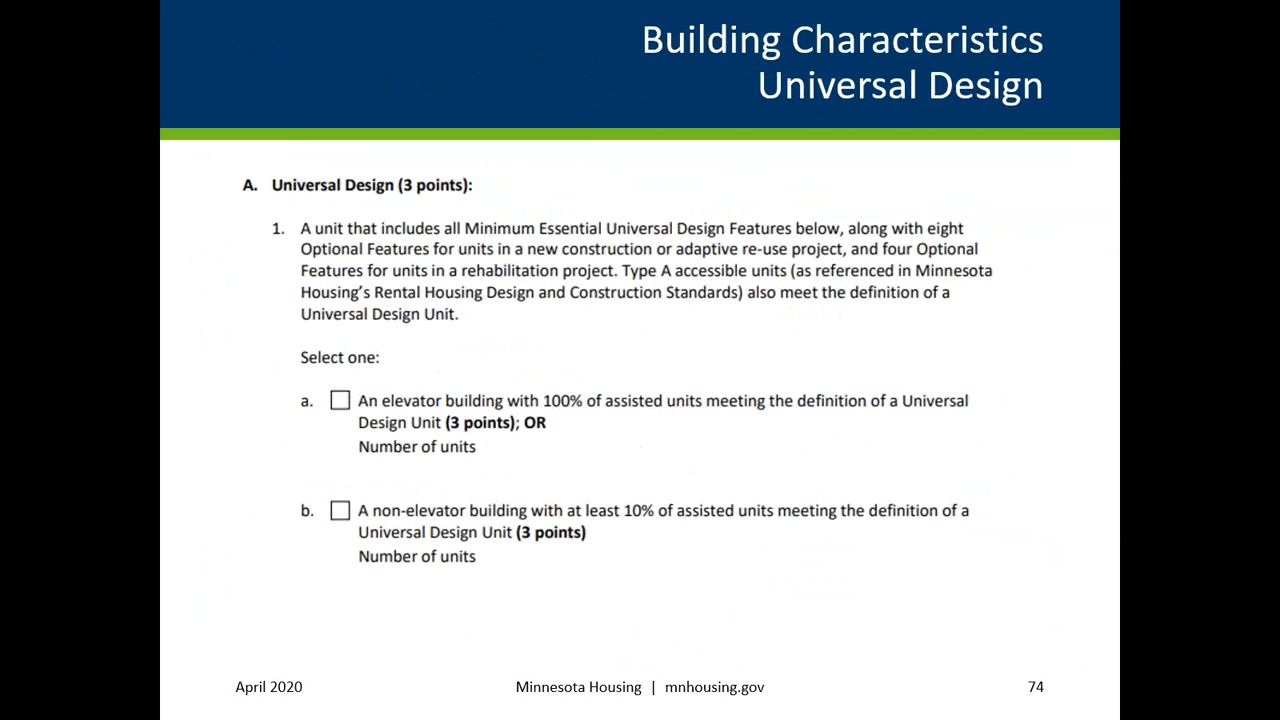 Building Characteristics
Universal Design
A. Universal Design (3 points):
1. A unit that includes all Minimum Essential Universal Design Features below, along with eight
Optional Features for units in a new construction or adaptive re-use project, and four Optional
Features for units in a rehabilitation project. Type A accessible units (as referenced in Minnesota
Housing's Rental Housing Design and Construction Standards) also meet the definition of a
Universal Design Unit.
Select one:
a. ☐ An elevator building with 100% of assisted units meeting the definition of a Universal
Design Unit (3 points); OR
Number of units
b. ☐ A non-elevator building with at least 10% of assisted units meeting the definition of a
Universal Design Unit (3 points)
Number of units
April 2020 Minnesota Housing | mnhousing.gov 74